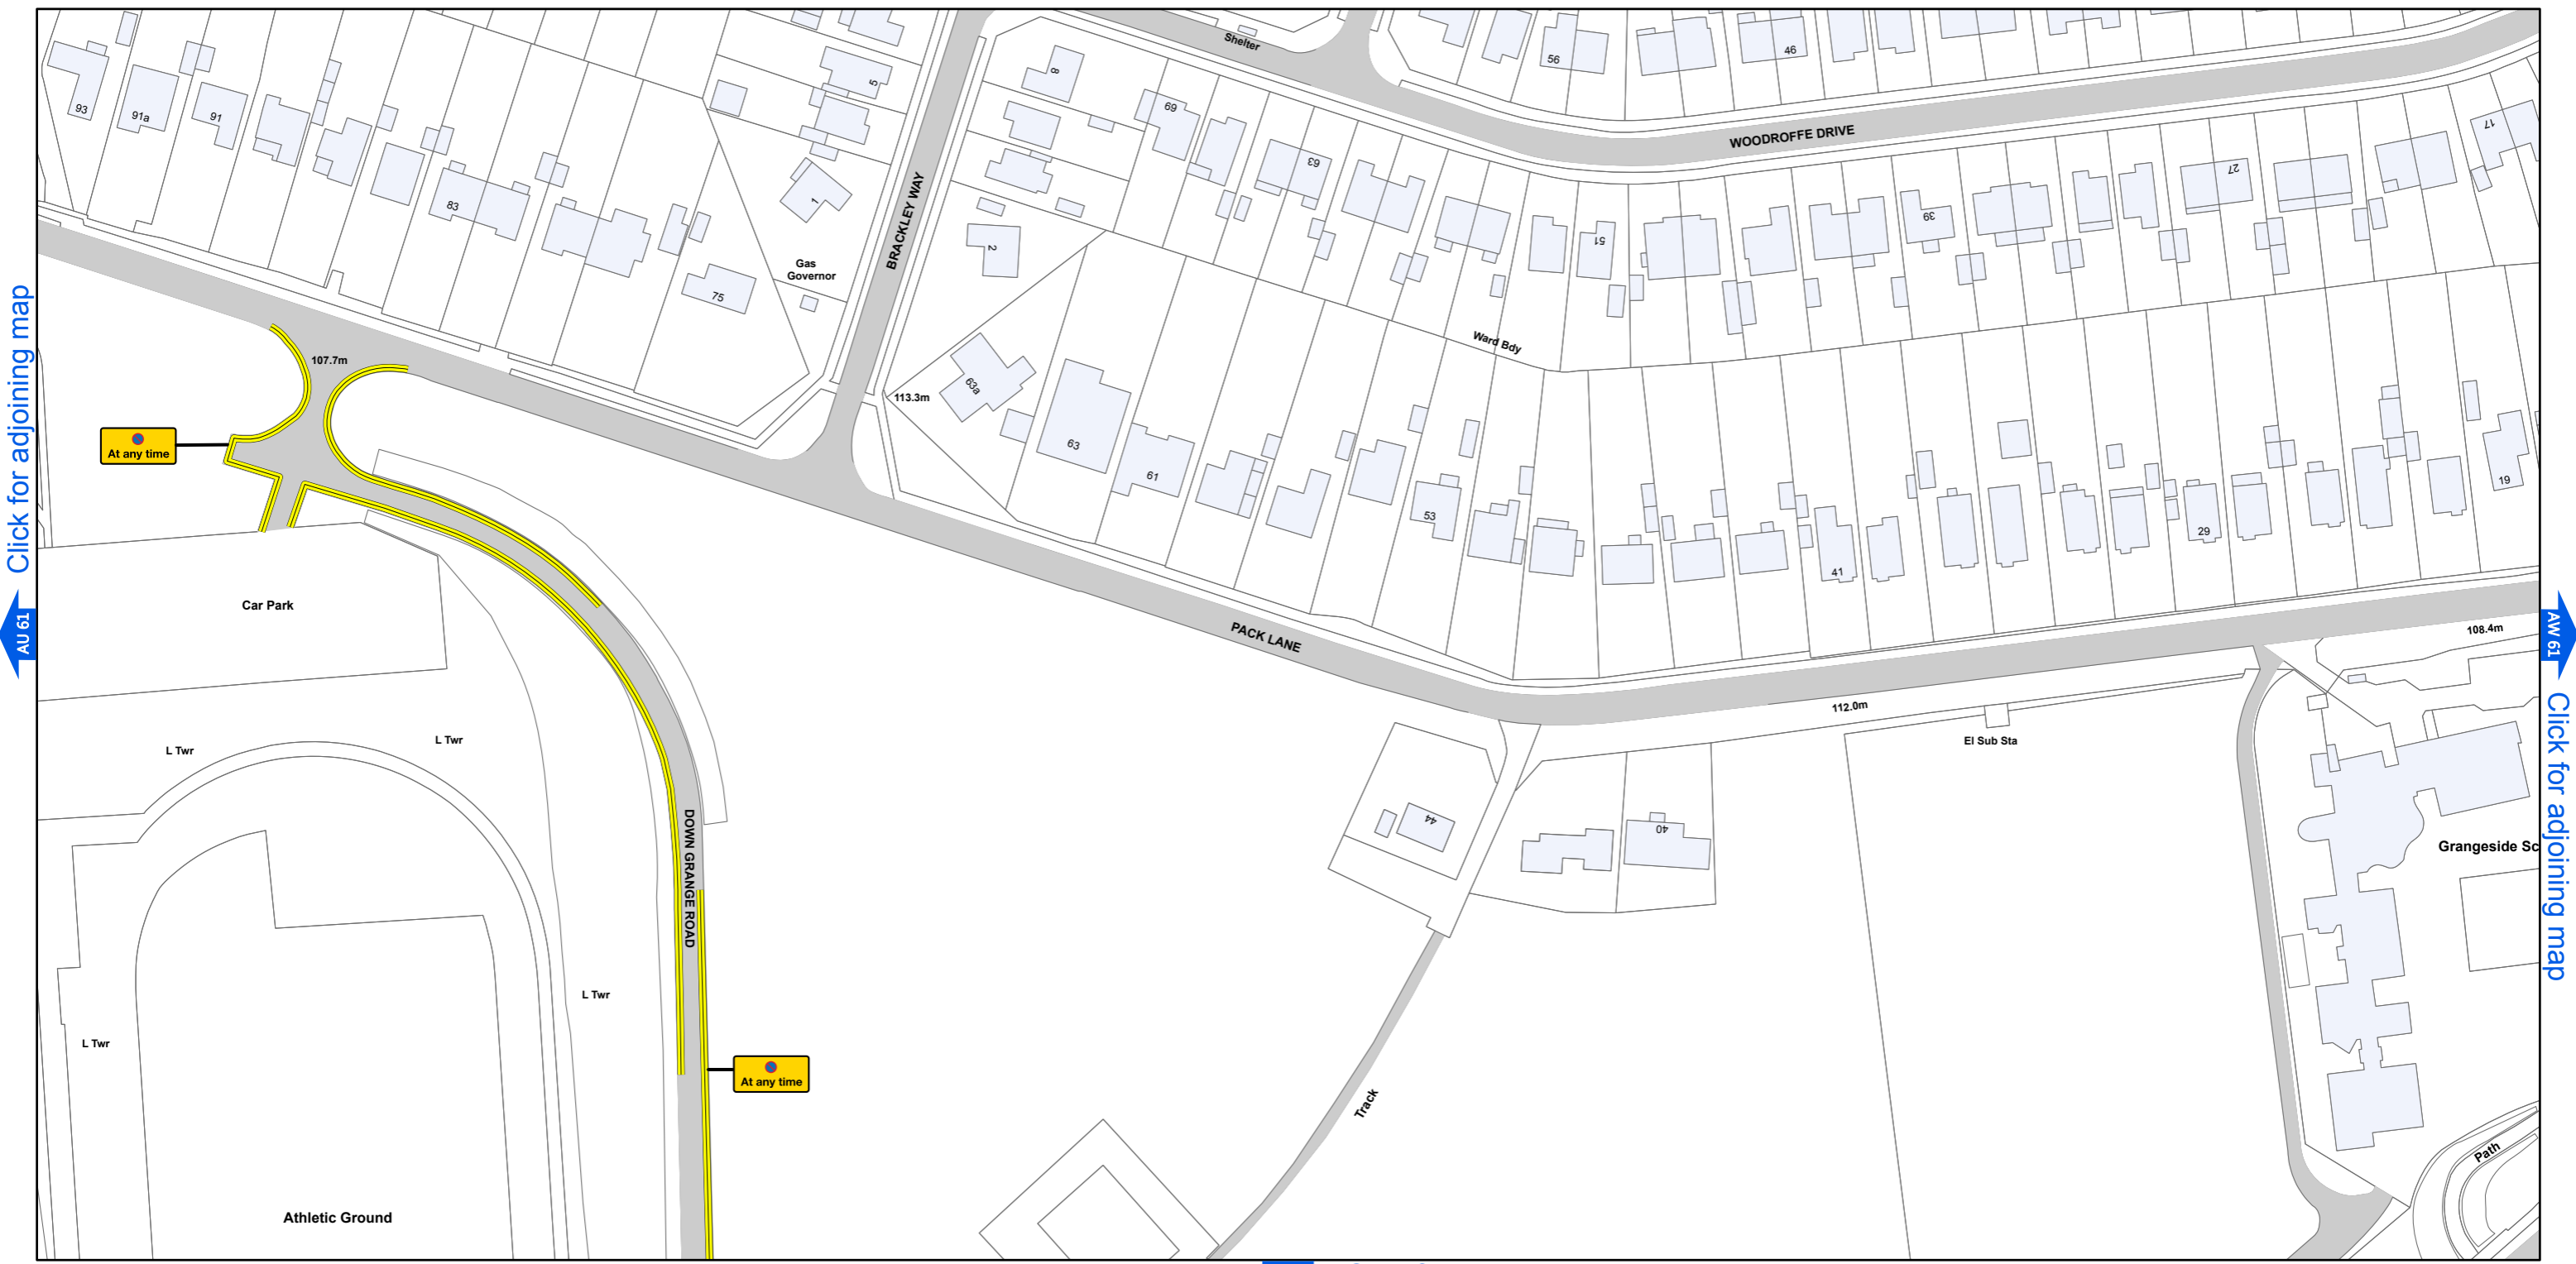 Shelter
56
46
93
91a
91
5
8
69
63
WOODROFFE DRIVE
17
27
83
1
BRACKLEY WAY
2
51
39
Gas
Governor
75
Click for adjoining map
107.7m
Ward Bdy
63a
113.3m
At any time
63
61
53
41
29
19
AU 61
Car Park
PACK LANE
108.4m
AW 61
112.0m
El Sub Sta
L Twr
L Twr
44
40
DOWN GRANGE ROAD
Grangeside Sc
Click for adjoining map
L Twr
L Twr
At any time
Track
Path
Athletic Ground